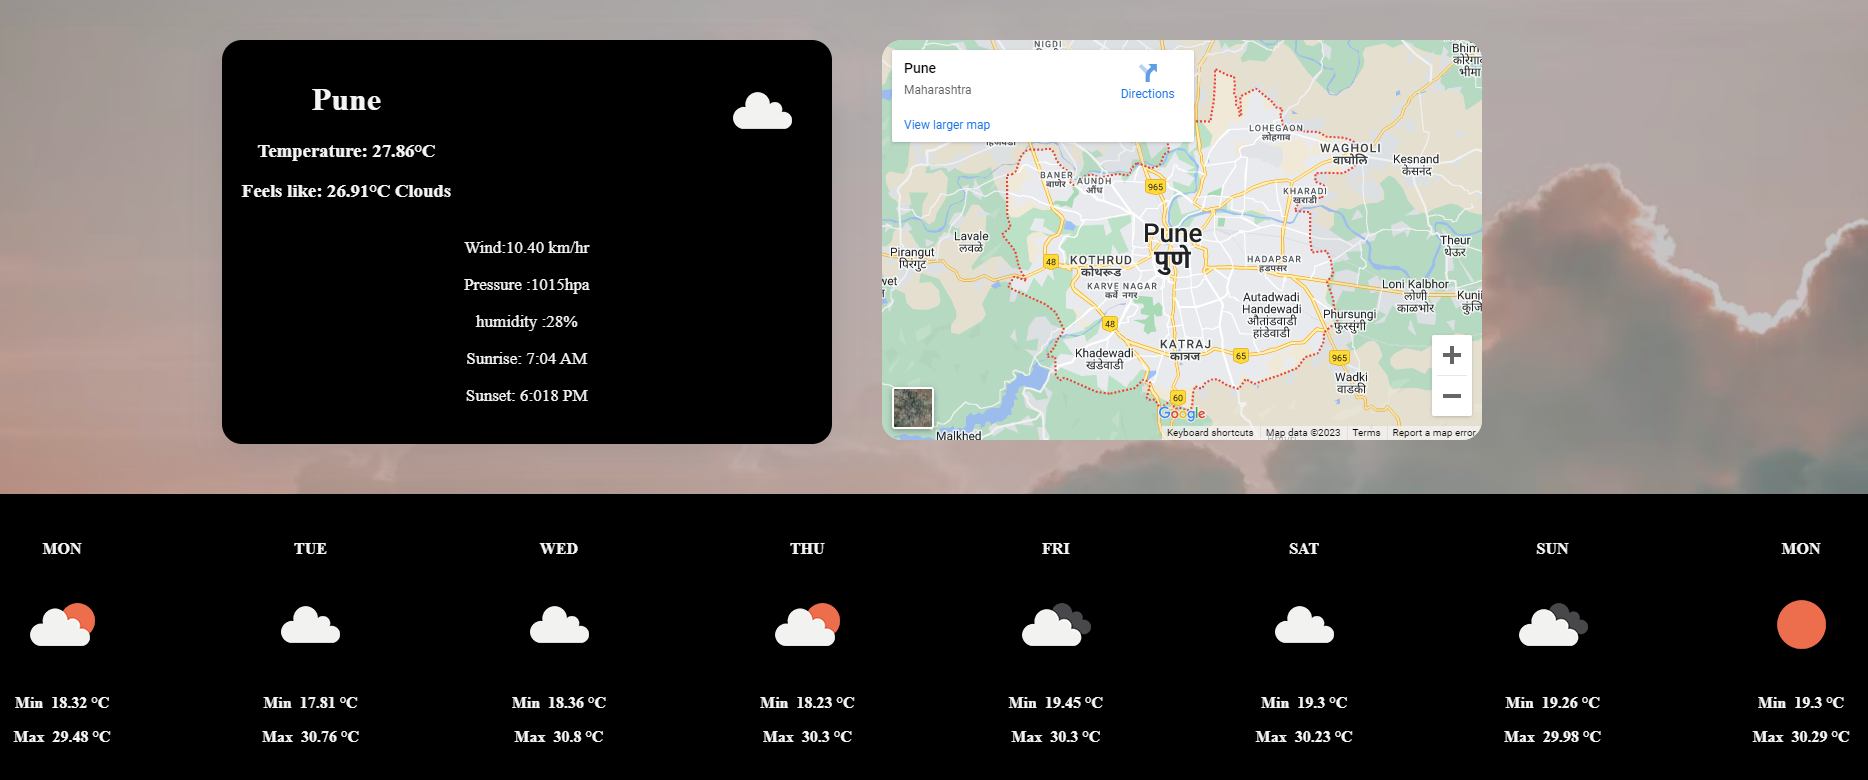 Pune
Temperature: 27.86°C
Feels like: 26.91°C Clouds
Wind:10.40 km/hr
Pressure :1015hpa
humidity :28%
Sunrise: 7:04 AM
Sunset: 6:018 PM
Pune
Maharashtra
Directions
View larger map
NIGDI
निगडी
LOHEGAON
लोहगाव
WAGHOLI
वाघोलि
Kesnand
केसनंद
BANER
बाणेर
AUNDH
औंध
965
KHARADI
खराडी
Lavale
लवळे
Pirangut
पिरंगुट
Pune
पुणे
Theur
थेऊर
48
KOTHRUD
कोथरूड
HADAPSAR
हडपसर
KARVE NAGAR
कर्वे नगर
Loni Kalbhor
लोणी
काळभोर
Autadwadi
Handewadi
औतांडवाडी
हांडेवाडी
Phursungi
फुरसुंगी
48
KATRAJ
कात्रज
Khadewadi
खंडेवाडी
65
965
Wadki
वाडकी
60
Google
Malkhed
Keyboard shortcuts
Map data ©2023
Terms
Report a map error
MON TUE WED THU FRI SAT SUN MON
Min 18.32 °C Min 17.81 °C Min 18.36 °C Min 18.23 °C Min 19.45 °C Min 19.3 °C Min 19.26 °C Min 19.3 °C
Max 29.48 °C Max 30.76 °C Max 30.8 °C Max 30.3 °C Max 30.3 °C Max 30.23 °C Max 29.98 °C Max 30.29 °C